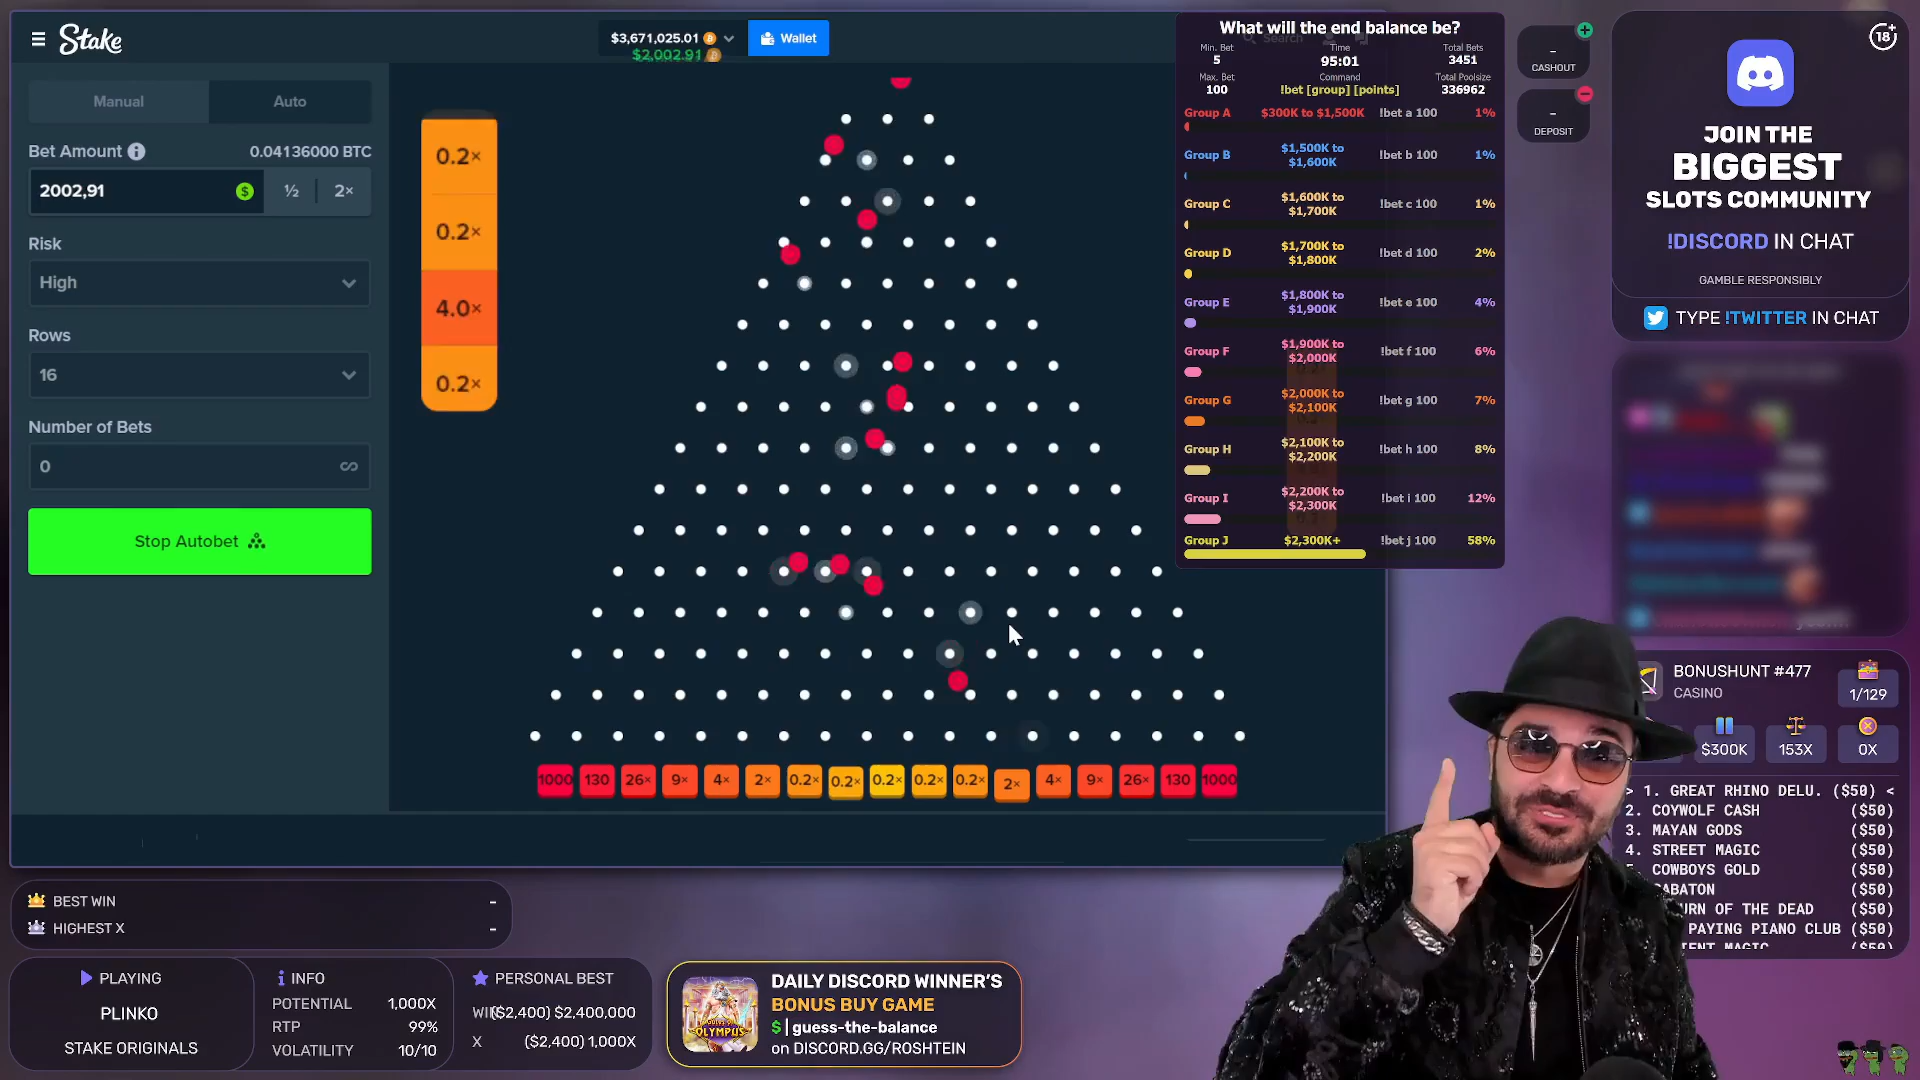 Stake
$3,671,025.01
$2,002.91
Wallet
Manual
Auto
Bet Amount
0.04136000 BTC
2002,91
½
2×
Risk
High
Rows
16
Number of Bets
0
Stop Autobet
0.2×
0.2×
4.0×
0.2×
1000
130
26×
9×
4×
2×
0.2×
0.2×
0.2×
0.2×
0.2×
2×
4×
9×
26×
130
1000
Search
What will the end balance be?
Min. Bet
5
Time
95:01
Total Bets
3451
Max. Bet
100
Command
!bet [group] [points]
Total Poolsize
336962
Group A $300K to $1,500K !bet a 100 1%
Group B $1,500K to $1,600K !bet b 100 1%
Group C $1,600K to $1,700K !bet c 100 1%
Group D $1,700K to $1,800K !bet d 100 2%
Group E $1,800K to $1,900K !bet e 100 4%
Group F $1,900K to $2,000K !bet f 100 6%
Group G $2,000K to $2,100K !bet g 100 7%
Group H $2,100K to $2,200K !bet h 100 8%
Group I $2,200K to $2,300K !bet i 100 12%
Group J $2,300K+ !bet j 100 58%
-
CASHOUT
-
DEPOSIT
18+
JOIN THE
BIGGEST
SLOTS COMMUNITY
!DISCORD IN CHAT
GAMBLE RESPONSIBLY
TYPE !TWITTER IN CHAT
BONUSHUNT #477
CASINO
1/129
$300K
153X
0X
> 1. GREAT RHINO DELU. ($50) <
2. COYWOLF CASH ($50)
3. MAYAN GODS ($50)
4. STREET MAGIC ($50)
COWBOYS GOLD ($50)
($50)
OF THE DEAD ($50)
PAYING PIANO CLUB ($50)
MAGIC ($50)
BEST WIN -
HIGHEST X -
PLAYING
PLINKO
STAKE ORIGINALS
INFO
POTENTIAL 1,000X
RTP 99%
VOLATILITY 10/10
PERSONAL BEST
WIN ($2,400) $2,400,000
X ($2,400) 1,000X
OLYMPUS
DAILY DISCORD WINNER'S
BONUS BUY GAME
$ | guess-the-balance
on DISCORD.GG/ROSHTEIN